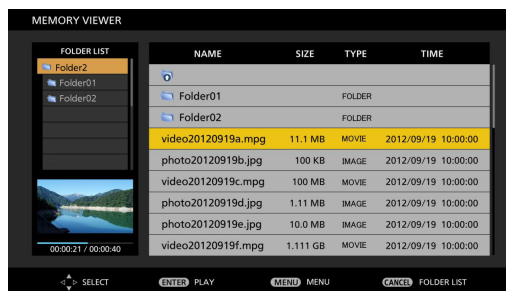 MEMORY VIEWER
FOLDER LIST
Folder2
Folder01
Folder02
00:00:21 / 00:00:40
NAME SIZE TYPE TIME
Folder01 FOLDER
Folder02 FOLDER
video20120919a.mpg 11.1 MB MOVIE 2012/09/19 10:00:00
photo20120919b.jpg 100 KB IMAGE 2012/09/19 10:00:00
video20120919c.mpg 100 MB MOVIE 2012/09/19 10:00:00
photo20120919d.jpg 1.11 MB IMAGE 2012/09/19 10:00:00
photo20120919e.jpg 10.0 MB IMAGE 2012/09/19 10:00:00
video20120919f.mpg 1.111 GB MOVIE 2012/09/19 10:00:00
SELECT ENTER PLAY MENU MENU CANCEL FOLDER LIST